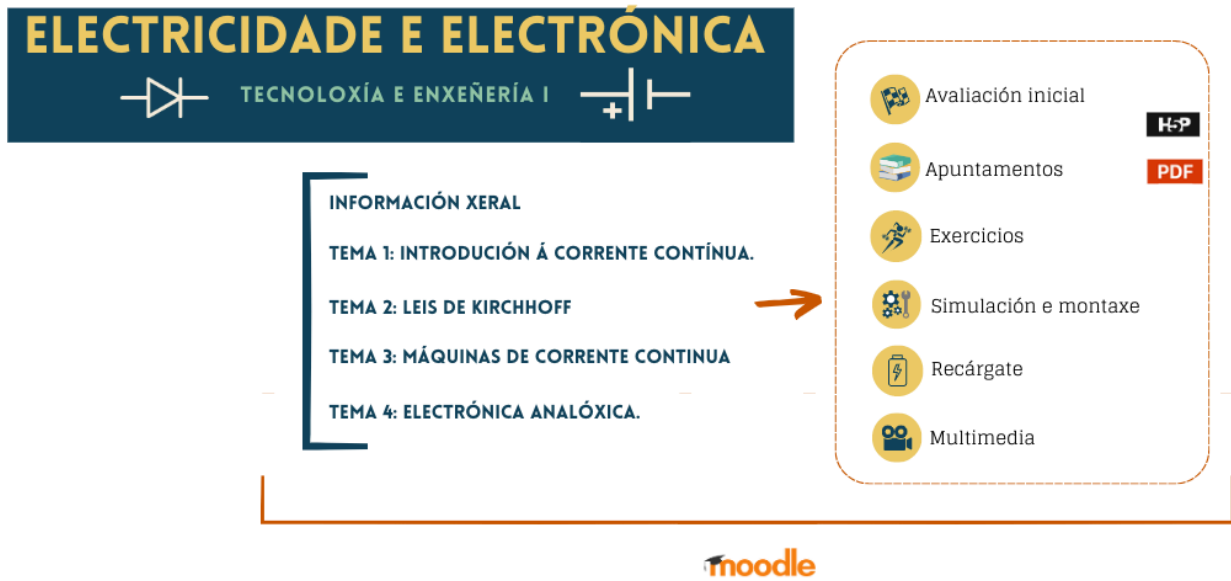 ELECTRICIDADE E ELECTRÓNICA
TECNOLOXÍA E ENXEÑERÍA I
INFORMACIÓN XERAL
TEMA 1: INTRODUCIÓN Á CORRENTE CONTÍNUA.
TEMA 2: LEIS DE KIRCHHOFF
TEMA 3: MÁQUINAS DE CORRENTE CONTINUA
TEMA 4: ELECTRÓNICA ANALÓXICA.
Avaliación inicial
H5P
Apuntamentos
PDF
Exercicios
Simulación e montaxe
Recárgate
Multimedia
moodle